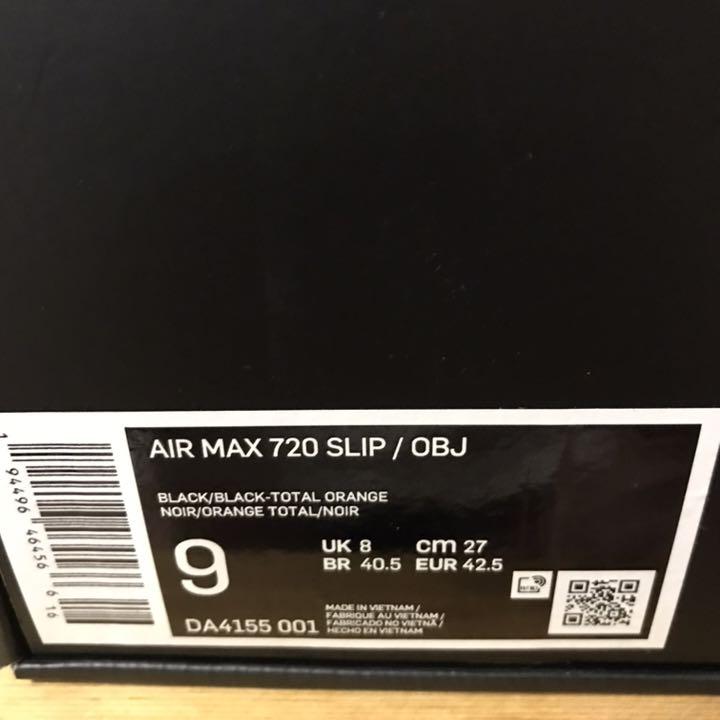 AIR MAX 720 SLIP / OBJ
BLACK/BLACK-TOTAL ORANGE
NOIR/ORANGE TOTAL/NOIR
9
UK 8 cm 27
BR 40.5 EUR 42.5
DA4155 001
MADE IN VIETNAM /
FABRIQUE AU VIETNAM /
FABRICADO NO VIETNÃ /
HECHO EN VIETNAM
1 94496 46456 6 16